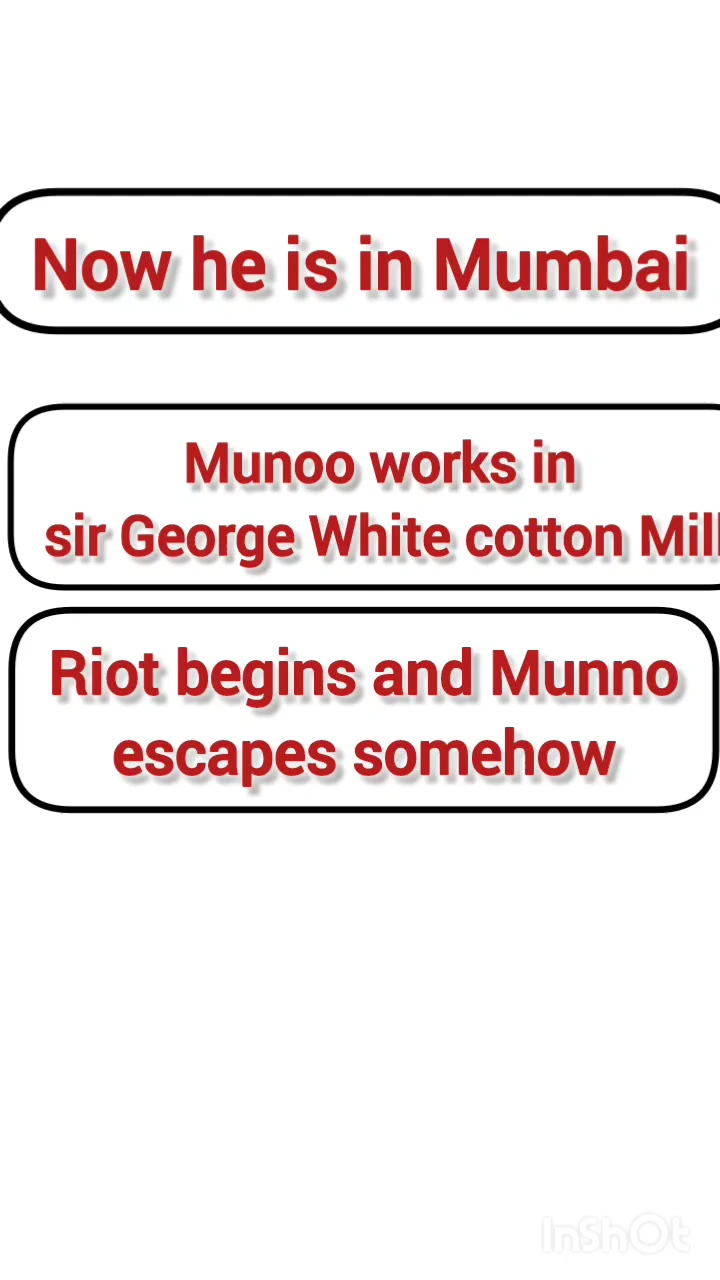 Now he is in Mumbai
Munoo works in
sir George White cotton Mill
Riot begins and Munno
escapes somehow
InShOt